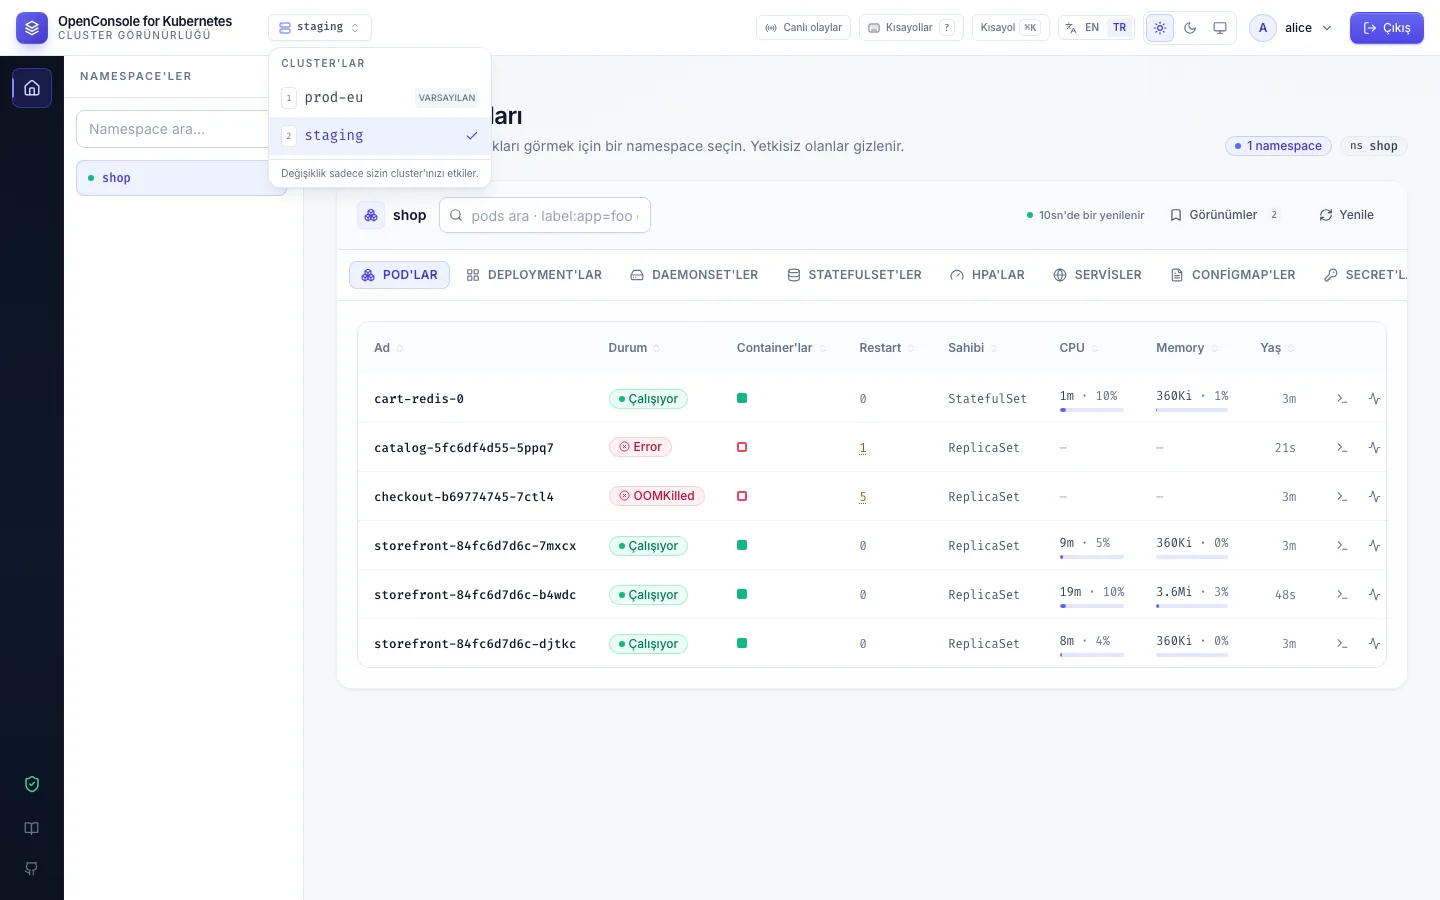 OpenConsole for Kubernetes
CLUSTER GÖRÜNÜRLÜĞÜ
staging
Canlı olaylar
Kısayollar ?
Kısayol ⌘K
EN TR
A alice
Çıkış
NAMESPACE'LER
Namespace ara...
shop
CLUSTER'LAR
1 prod-eu VARSAYILAN
2 staging
Değişiklik sadece sizin cluster'ınızı etkiler.
ları
kları görmek için bir namespace seçin. Yetkisiz olanlar gizlenir.
1 namespace
ns shop
shop
pods ara · label:app=foo
10sn'de bir yenilenir
Görünümler 2
Yenile
POD'LAR DEPLOYMENT'LAR DAEMONSET'LER STATEFULSET'LER HPA'LAR SERVİSLER CONFİGMAP'LER SECRET'L
Ad Durum Container'lar Restart Sahibi CPU Memory Yaş
cart-redis-0 Çalışıyor 0 StatefulSet 1m · 10% 360Ki · 1% 3m
catalog-5fc6df4d55-5ppq7 Error 1 ReplicaSet — — 21s
checkout-b69774745-7ctl4 OOMKilled 5 ReplicaSet — — 3m
storefront-84fc6d7d6c-7mxcx Çalışıyor 0 ReplicaSet 9m · 5% 360Ki · 0% 3m
storefront-84fc6d7d6c-b4wdc Çalışıyor 0 ReplicaSet 19m · 10% 3.6Mi · 3% 48s
storefront-84fc6d7d6c-djtkc Çalışıyor 0 ReplicaSet 8m · 4% 360Ki · 0% 3m